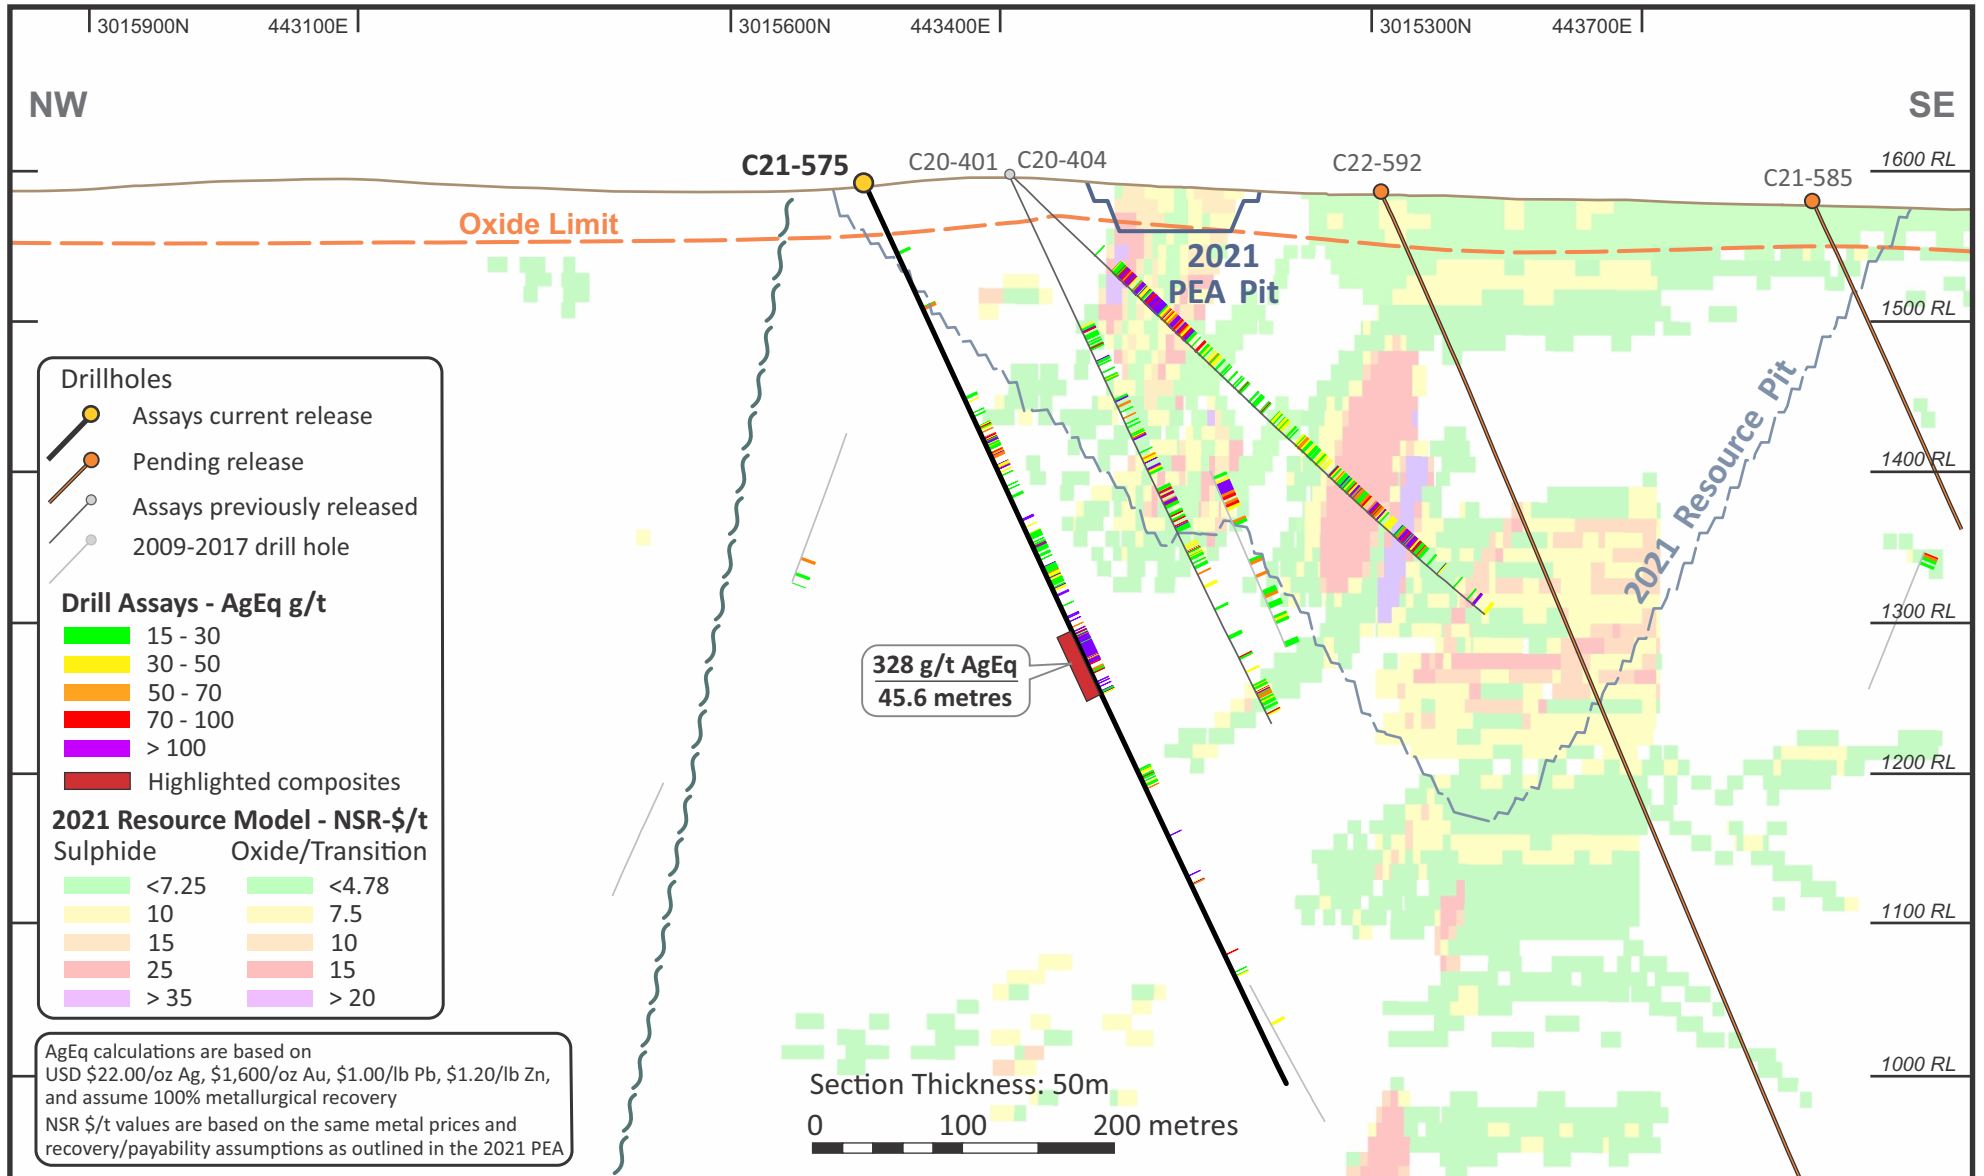 3015900N
443100E
3015600N
443400E
3015300N
443700E
NW
SE
C21-575
C20-401
C20-404
C22-592
C21-585
1600 RL
Oxide Limit
2021
PEA Pit
1500 RL
2021 Resource Pit
1400 RL
1300 RL
1200 RL
1100 RL
1000 RL
328 g/t AgEq
45.6 metres
Drillholes
Assays current release
Pending release
Assays previously released
2009-2017 drill hole
Drill Assays - AgEq g/t
15 - 30
30 - 50
50 - 70
70 - 100
> 100
Highlighted composites
2021 Resource Model - NSR-$/t
Sulphide Oxide/Transition
<7.25 <4.78
10 7.5
15 10
25 15
> 35 > 20
AgEq calculations are based on
USD $22.00/oz Ag, $1,600/oz Au, $1.00/lb Pb, $1.20/lb Zn,
and assume 100% metallurgical recovery
NSR $/t values are based on the same metal prices and
recovery/payability assumptions as outlined in the 2021 PEA
Section Thickness: 50m
0 100 200 metres